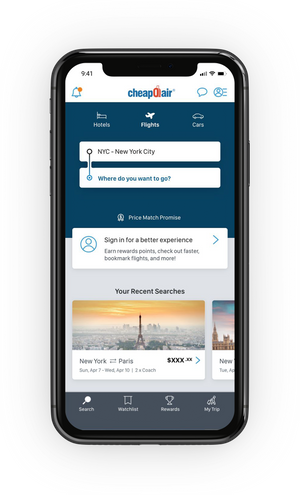 9:41
cheapOair
Hotels Flights Cars
NYC - New York City
Where do you want to go?
Price Match Promise
Sign in for a better experience
Earn rewards points, check out faster,
bookmark flights, and more!
Your Recent Searches
New York Paris $XXX.XX New
Sun, Apr 7 - Wed, Apr 10 | 2 x Coach Sun, Ap
Search Watchlist Rewards My Trip